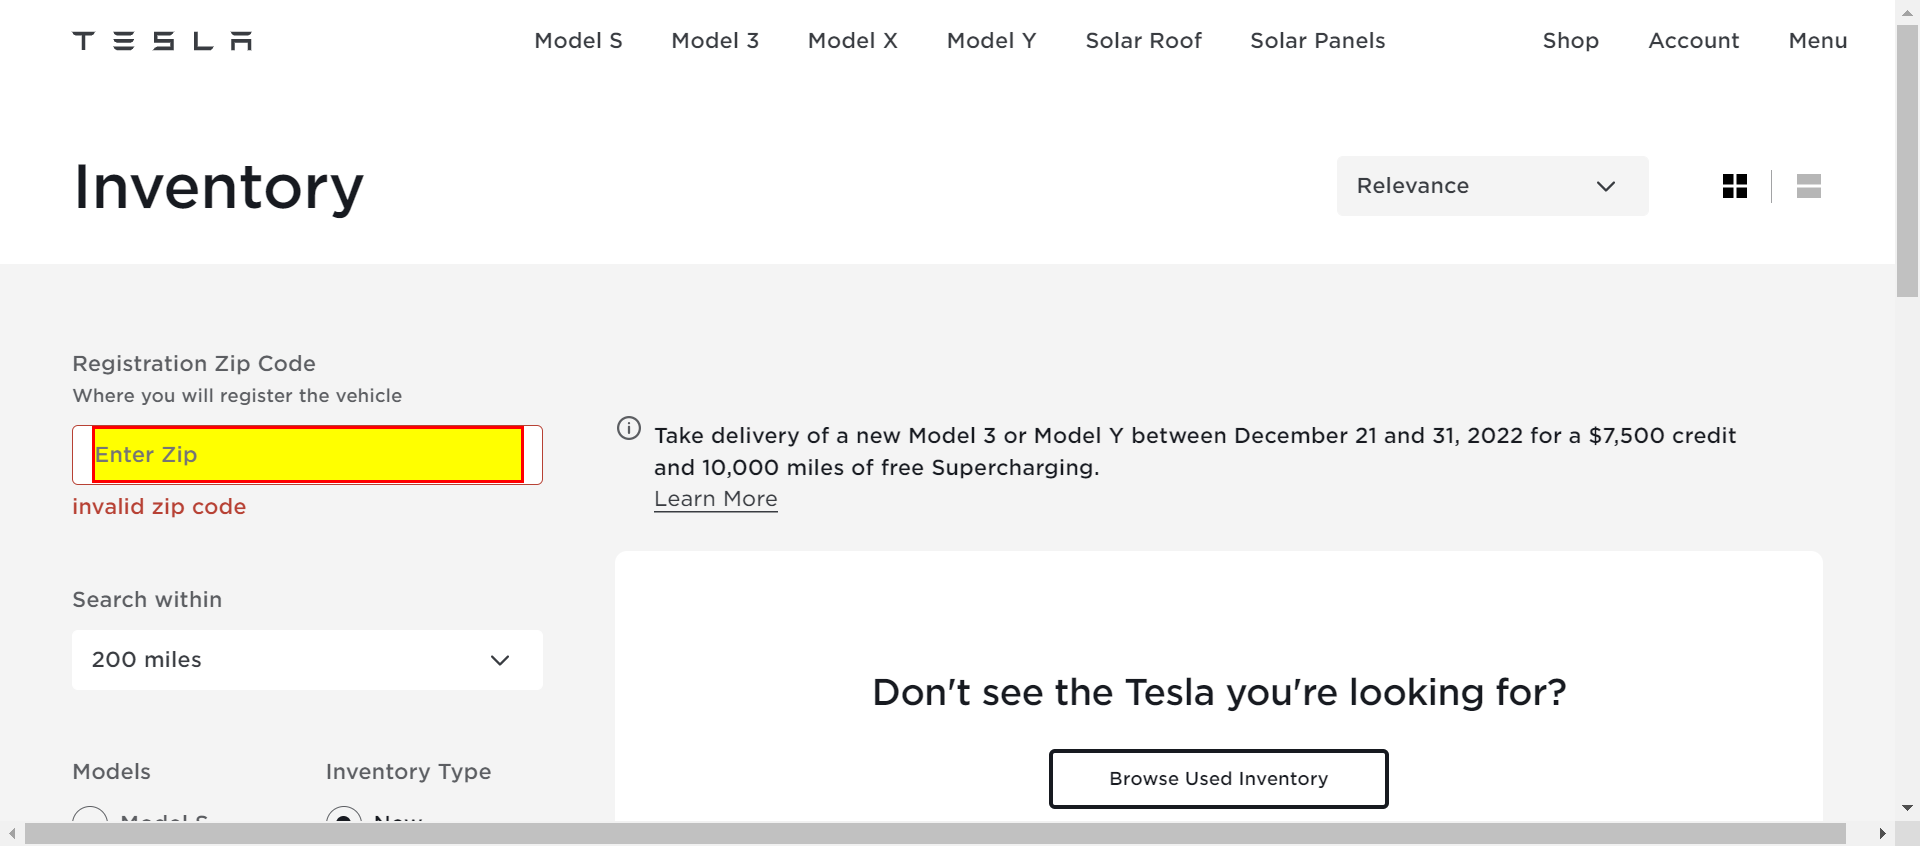 TESLA
Model S
Model 3
Model X
Model Y
Solar Roof
Solar Panels
Shop
Account
Menu
Inventory
Relevance
Registration Zip Code
Where you will register the vehicle
Enter Zip
invalid zip code
Take delivery of a new Model 3 or Model Y between December 21 and 31, 2022 for a $7,500 credit
and 10,000 miles of free Supercharging.
Learn More
Search within
200 miles
Don't see the Tesla you're looking for?
Browse Used Inventory
Models
Inventory Type
Model S
New